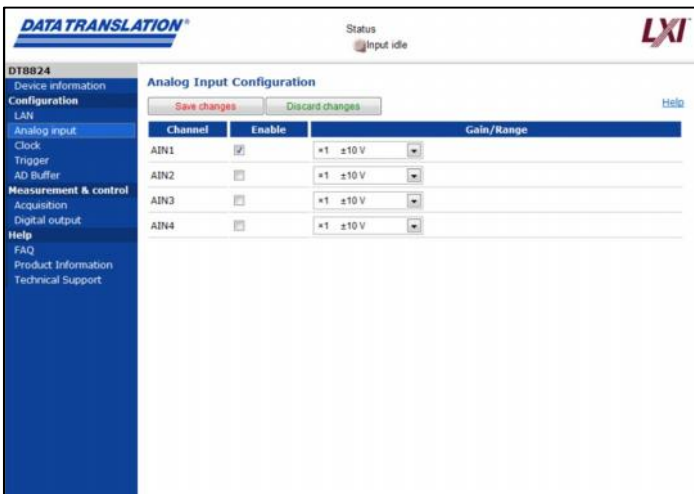 DATA TRANSLATION®
Status
Input idle
LXI
DT8824
Device information
Configuration
LAN
Analog input
Clock
Trigger
AD Buffer
Measurement & control
Acquisition
Digital output
Help
FAQ
Product Information
Technical Support
Analog Input Configuration
Save changes Discard changes Help
Channel Enable Gain/Range
AIN1 ×1 ±10 V
AIN2 ×1 ±10 V
AIN3 ×1 ±10 V
AIN4 ×1 ±10 V